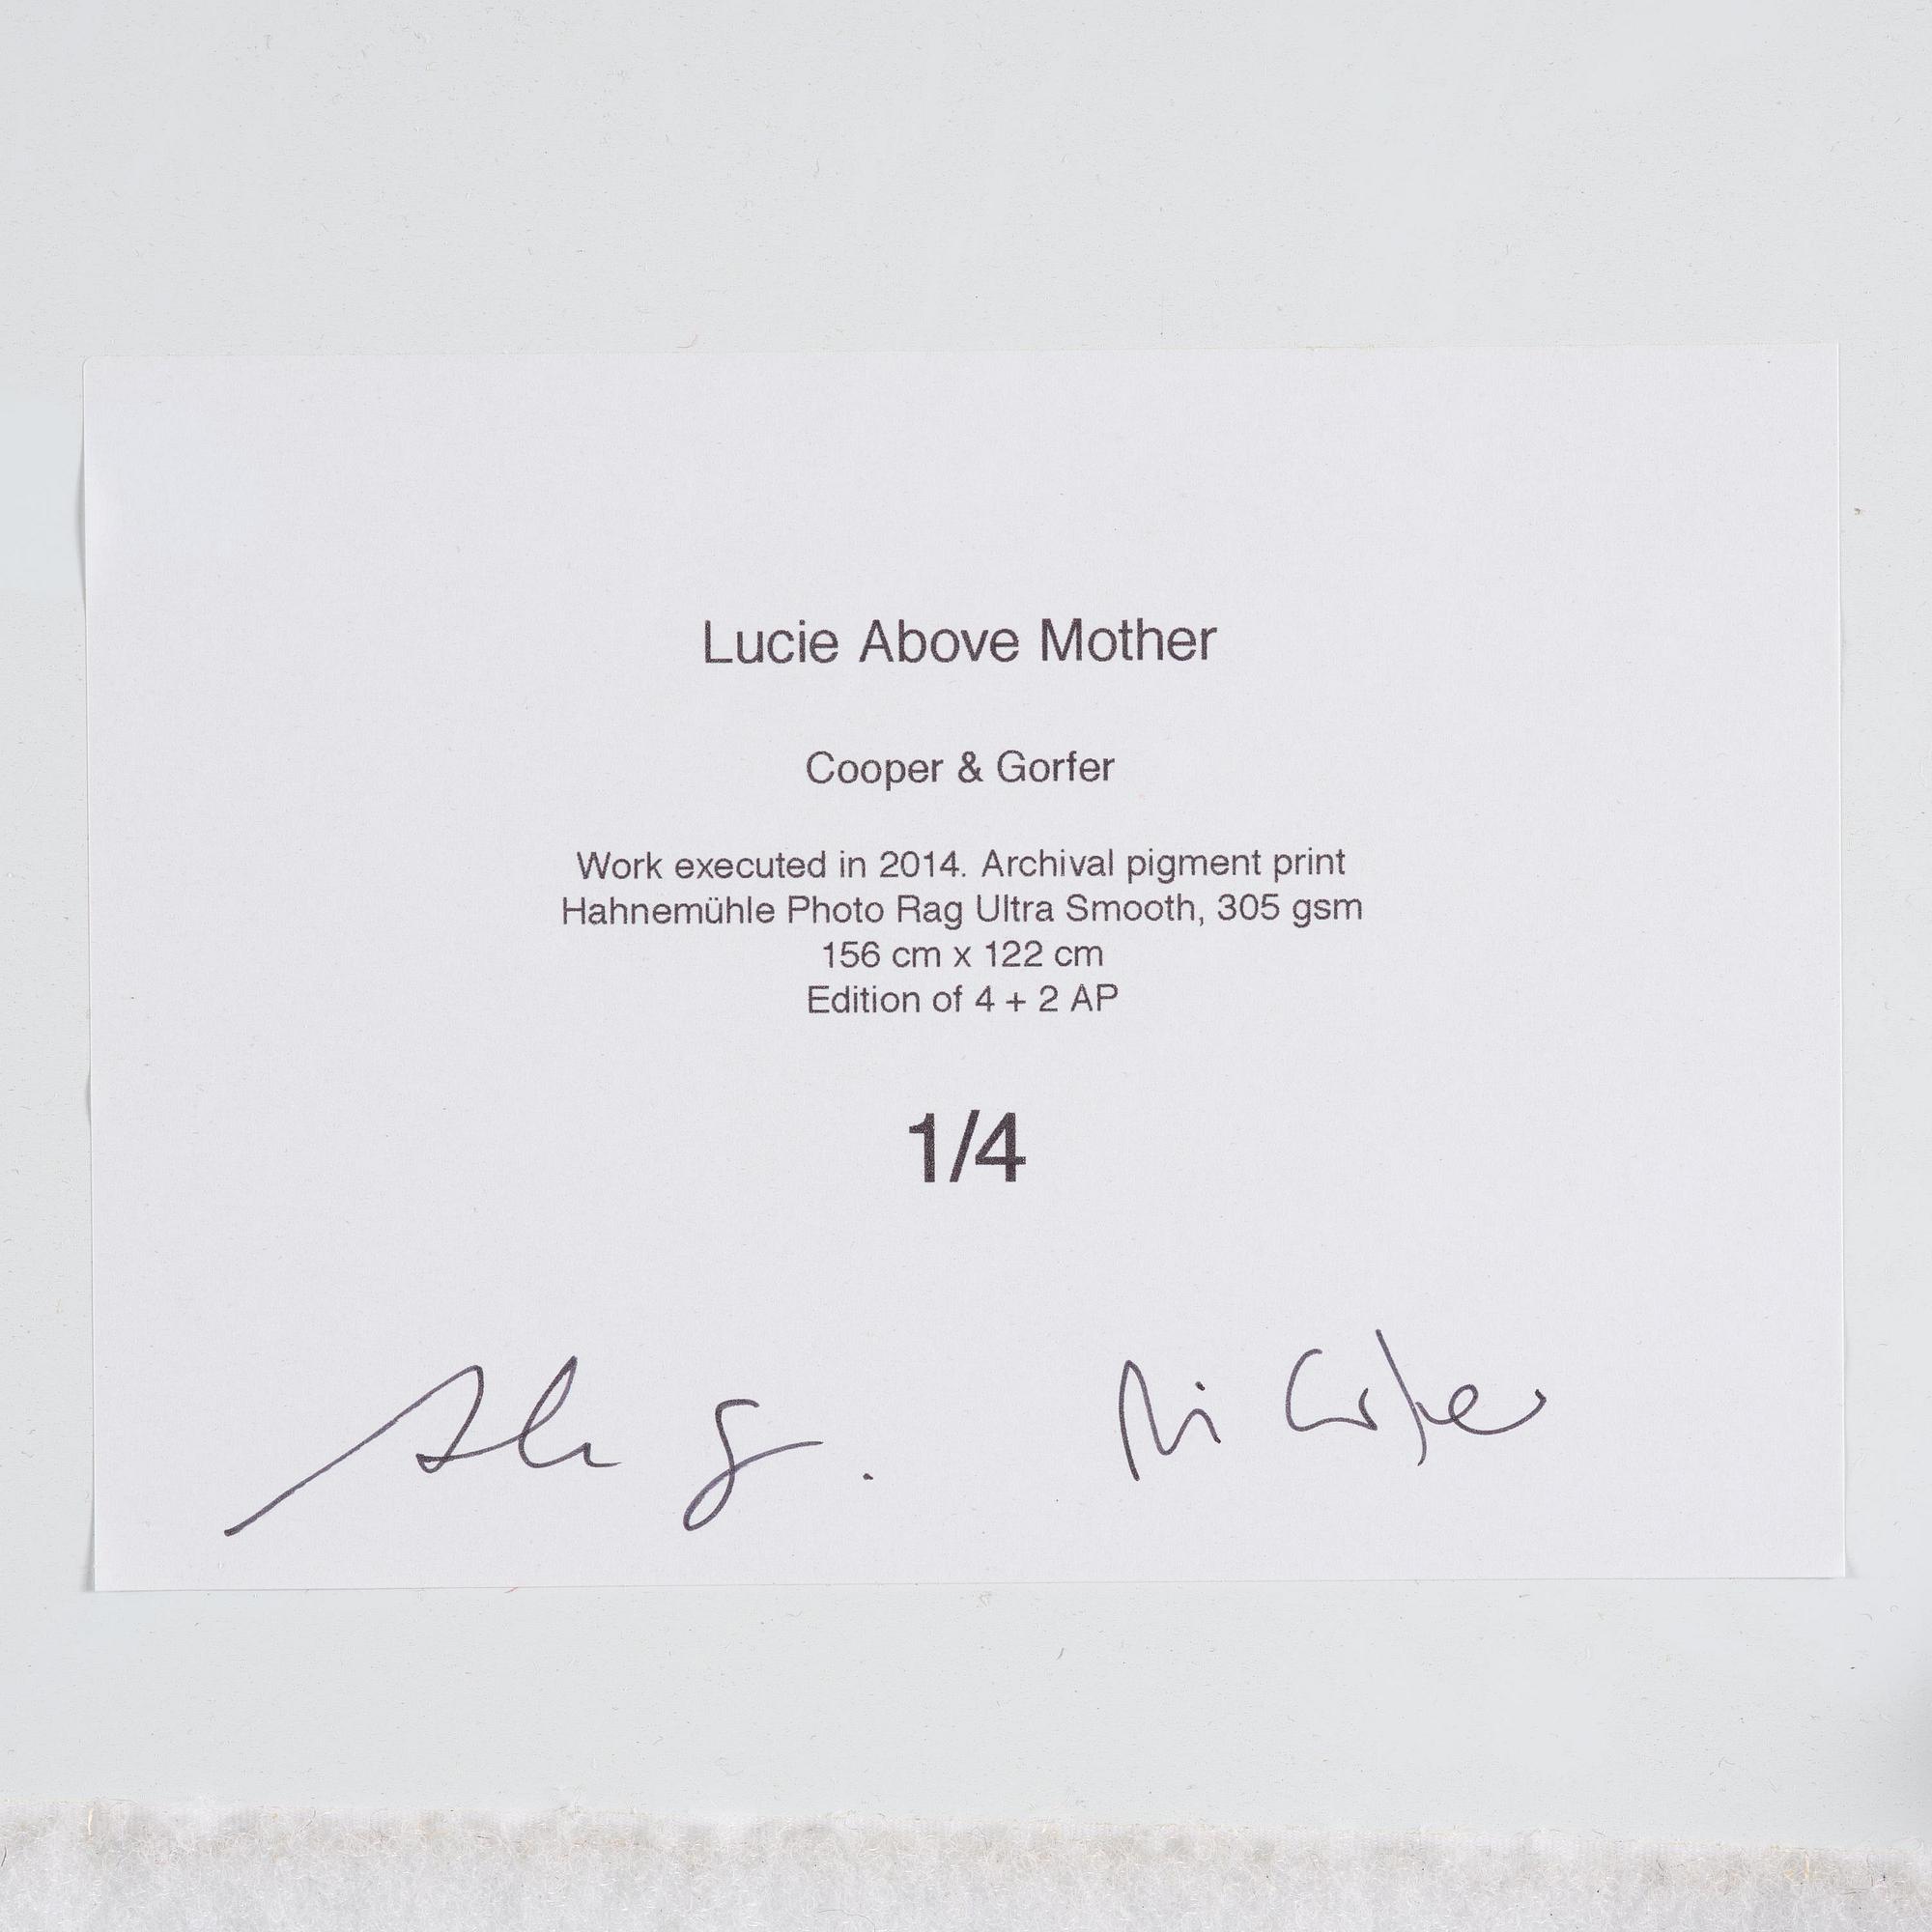 Lucie Above Mother
Cooper & Gorfer
Work executed in 2014. Archival pigment print
Hahnemühle Photo Rag Ultra Smooth, 305 gsm
156 cm x 122 cm
Edition of 4 + 2 AP
1/4